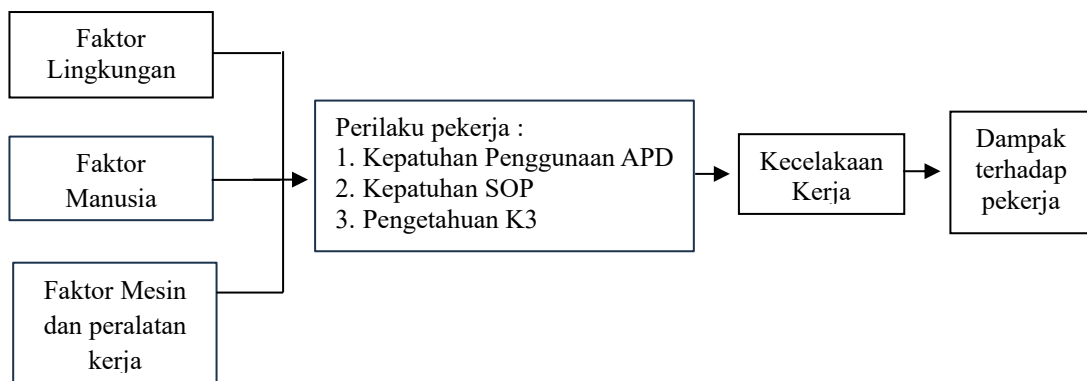 Faktor
Lingkungan
Faktor
Manusia
Faktor Mesin
dan peralatan
kerja
Perilaku pekerja :
1. Kepatuhan Penggunaan APD
2. Kepatuhan SOP
3. Pengetahuan K3
Kecelakaan
Kerja
Dampak
terhadap
pekerja